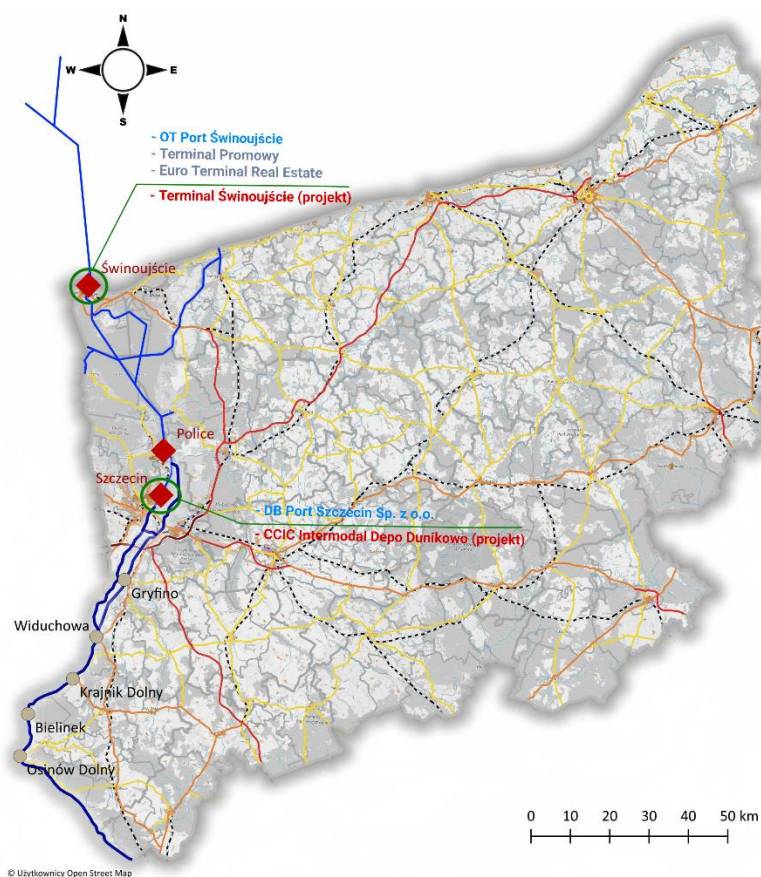 N
W E
S
- OT Port Świnoujście
- Terminal Promowy
- Euro Terminal Real Estate
- Terminal Świnoujście (projekt)
Świnoujście
Police
Szczecin
- DB Port Szczecin Sp. z o.o.
- CCIC Intermodal Depo Dunikowo (projekt)
Gryfino
Widuchowa
Krajnik Dolny
Bielinek
Osinów Dolny
0 10 20 30 40 50 km
© Użytkownicy Open Street Map